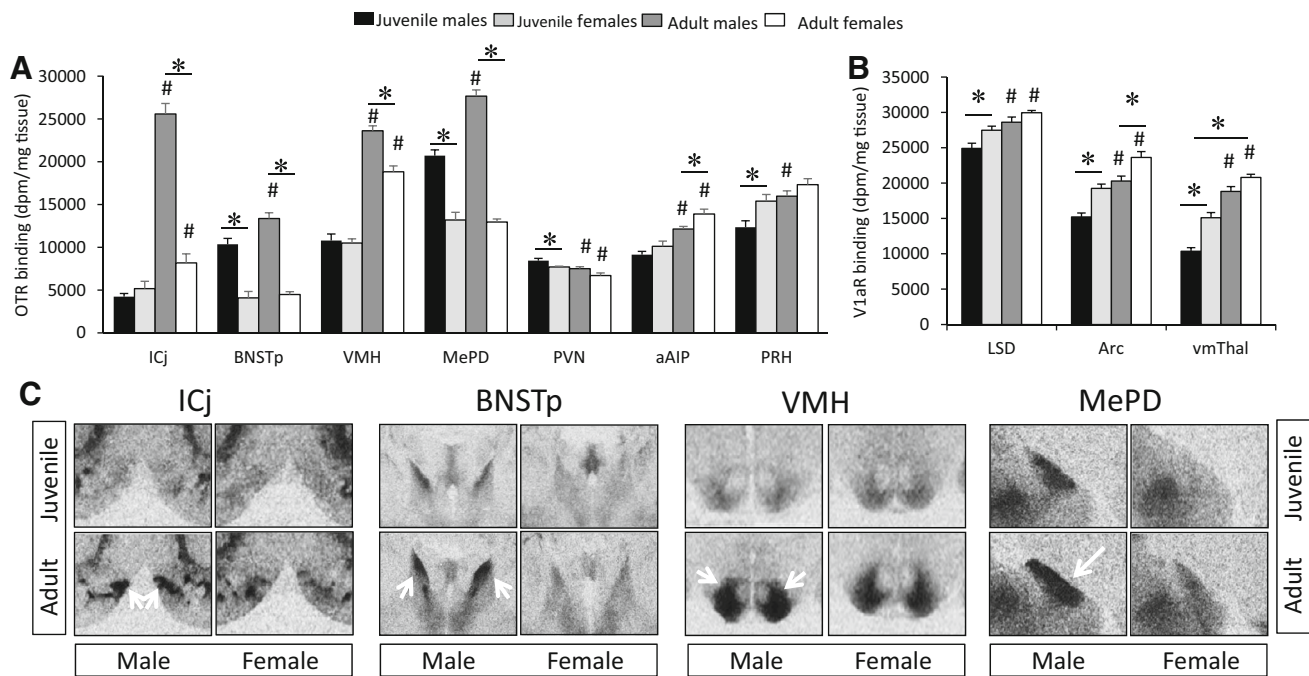 Juvenile males Juvenile females Adult males Adult females
A
OTR binding (dpm/mg tissue)
30000
25000
20000
15000
10000
5000
0
* # * # * # * # # * # * * # # * # # * # *
ICj BNSTp VMH MePD PVN aAIP PRH
B
V1aR binding (dpm/mg tissue)
35000
30000
25000
20000
15000
10000
5000
0
* # # * # # * * # # *
LSD Arc vmThal
C
ICj BNSTp VMH MePD
Juvenile Juvenile
Adult Adult
Male Female Male Female Male Female Male Female